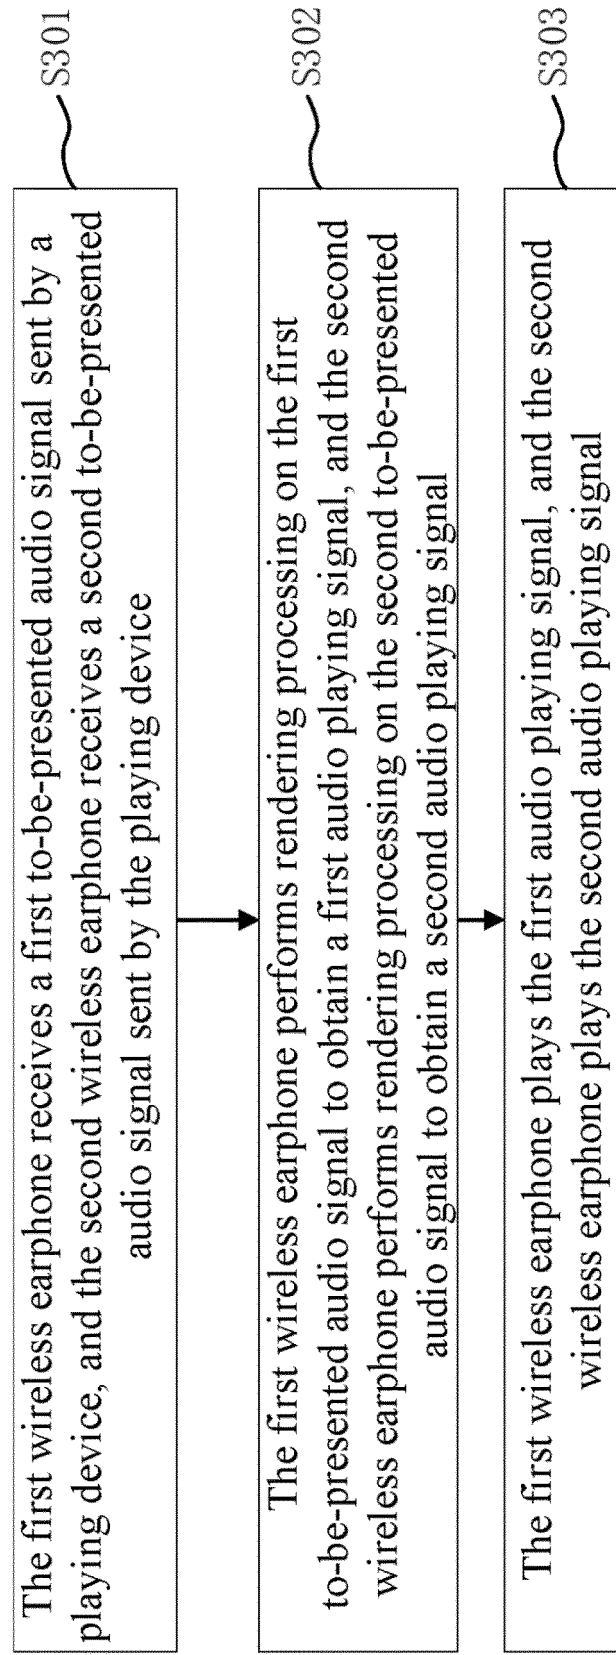 The first wireless earphone receives a first to-be-presented audio signal sent by a
playing device, and the second wireless earphone receives a second to-be-presented
audio signal sent by the playing device
S301
The first wireless earphone performs rendering processing on the first
to-be-presented audio signal to obtain a first audio playing signal, and the second
wireless earphone performs rendering processing on the second to-be-presented
audio signal to obtain a second audio playing signal
S302
The first wireless earphone plays the first audio playing signal, and the second
wireless earphone plays the second audio playing signal
S303